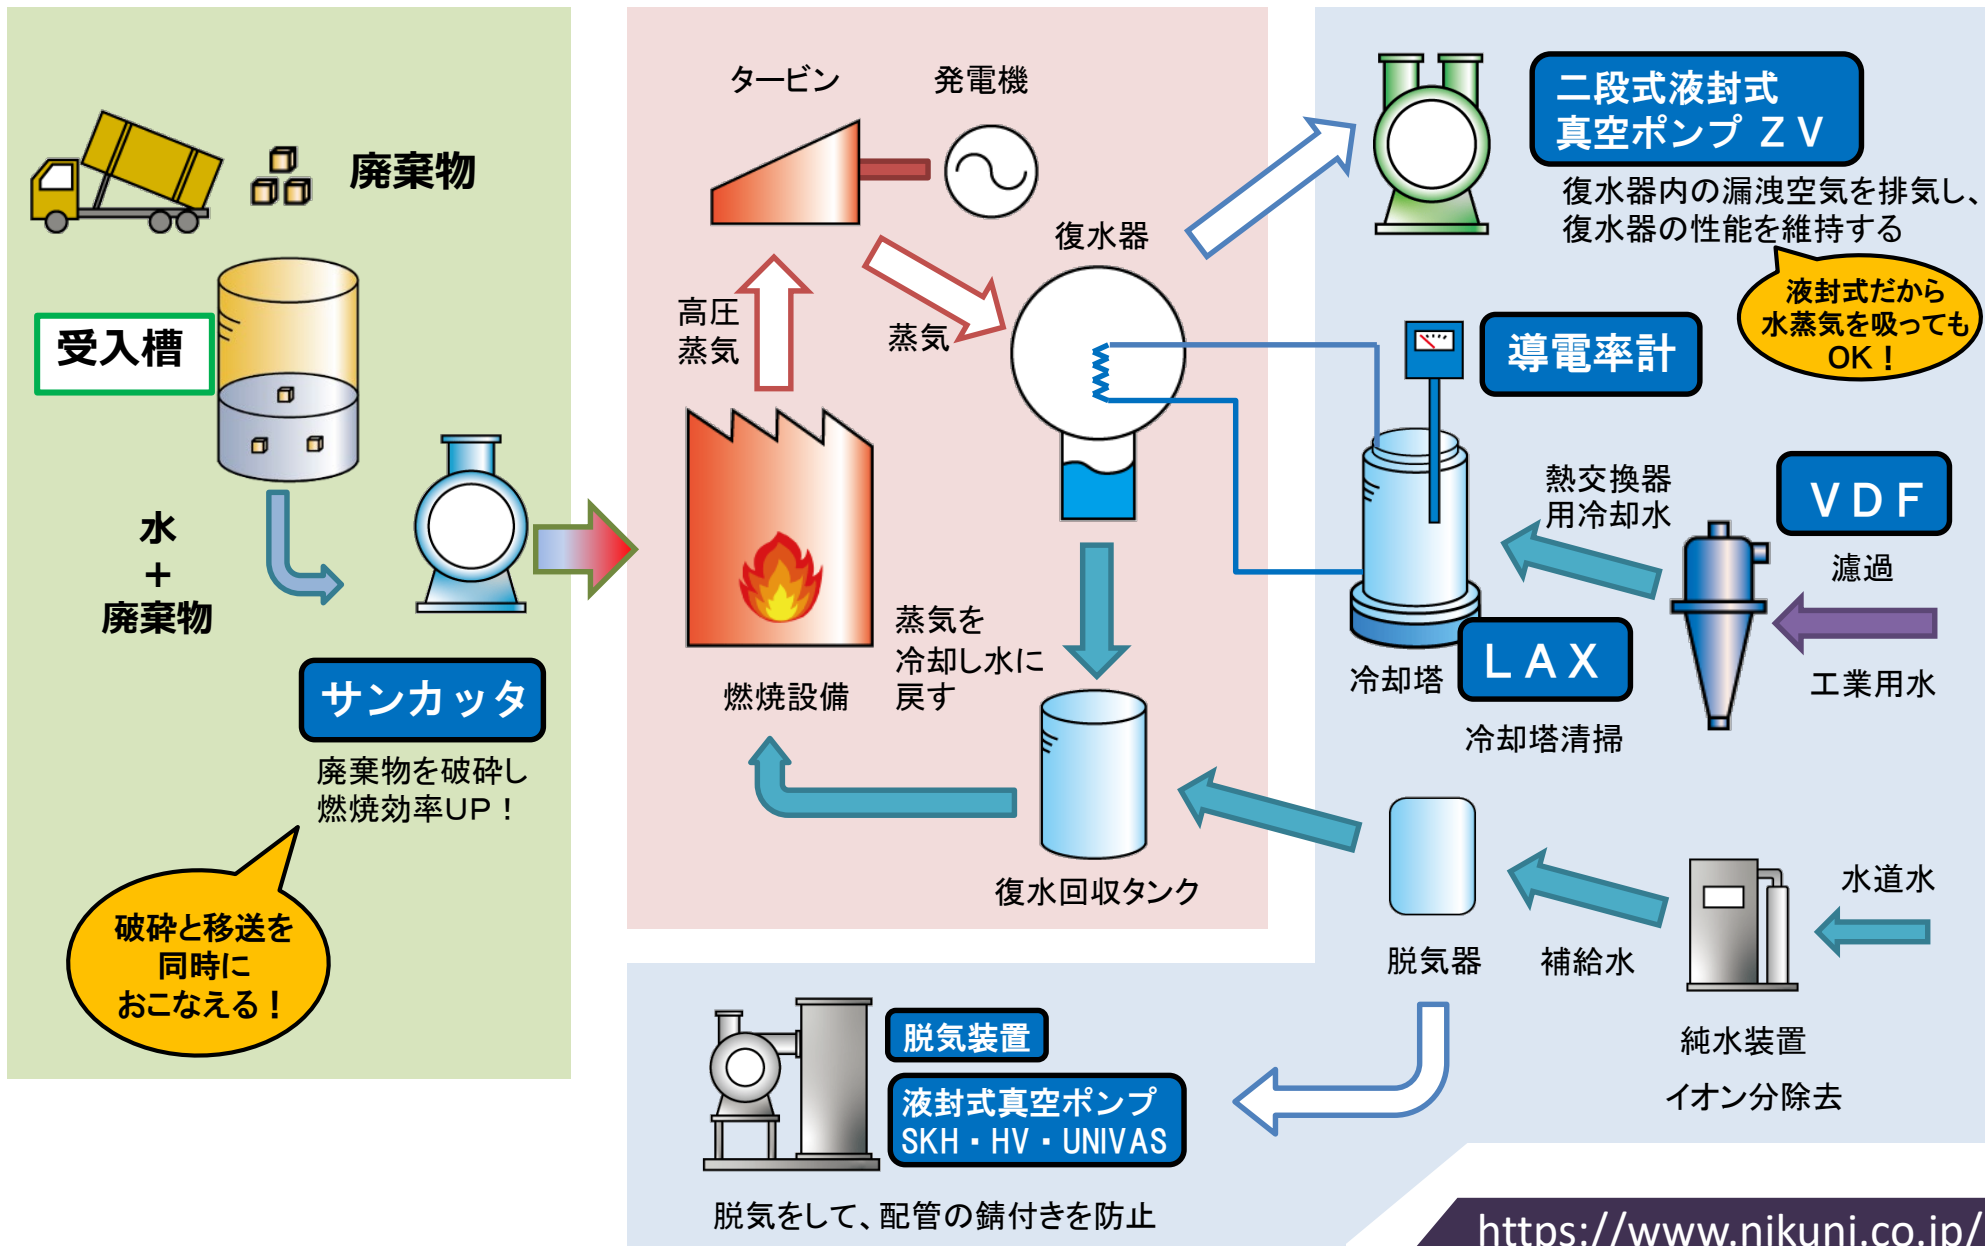 廃棄物
受入槽
水
+
廃棄物
サンカッタ
廃棄物を破砕し
燃焼効率UP！
破砕と移送を
同時に
おこなえる！
タービン
発電機
高圧
蒸気
蒸気
復水器
燃焼設備
蒸気を
冷却し水に
戻す
復水回収タンク
二段式液封式
真空ポンプ ＺＶ
復水器内の漏洩空気を排気し、
復水器の性能を維持する
液封式だから
水蒸気を吸っても
OK！
導電率計
熱交換器
用冷却水
ＶＤＦ
濾過
工業用水
冷却塔
ＬＡＸ
冷却塔清掃
水道水
脱気器
補給水
純水装置
イオン分除去
脱気装置
液封式真空ポンプ
SKH・HV・UNIVAS
脱気をして、配管の錆付きを防止
https://www.nikuni.co.jp/